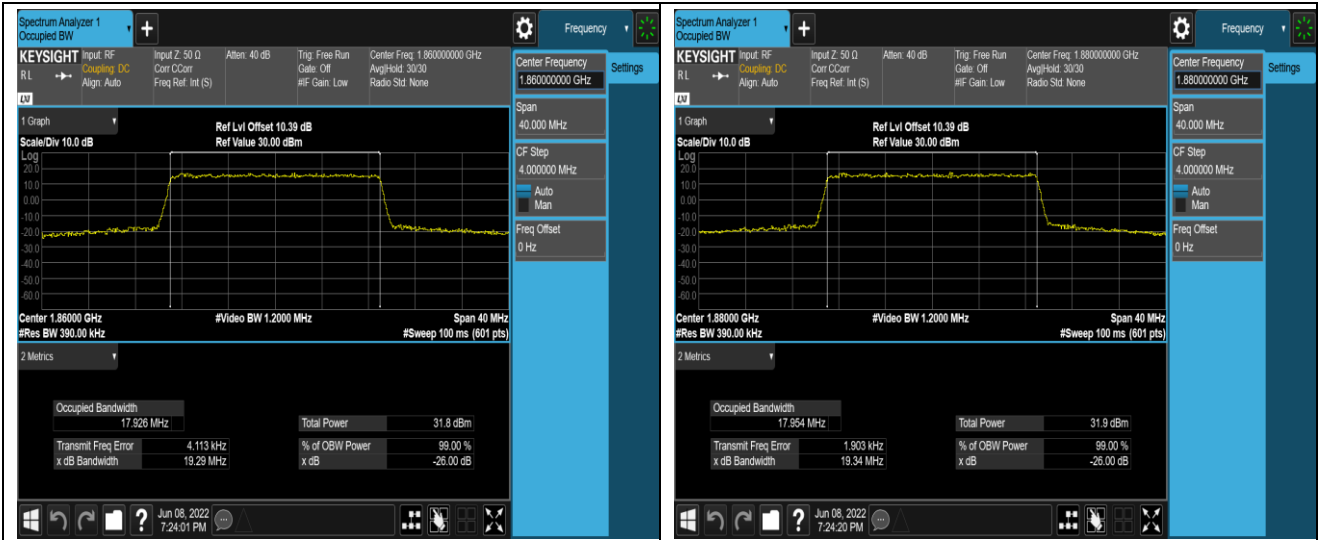 Spectrum Analyzer 1
Occupied BW
+
Frequency
KEYSIGHT Input: RF Input Z: 50 Ω Atten: 40 dB Trig: Free Run Center Freq: 1.860000000 GHz
Coupling: DC Corr CCorr Gate: Off Avg|Hold: 30/30
RL Align: Auto Freq Ref: Int (S) #IF Gain: Low Radio Std: None
LXI
Center Frequency
1.860000000 GHz
Settings
Span
40.000 MHz
CF Step
4.000000 MHz
Auto
Man
Freq Offset
0 Hz
1 Graph
Ref Lvl Offset 10.39 dB
Scale/Div 10.0 dB Ref Value 30.00 dBm
Log
20.0
10.0
0.00
-10.0
-20.0
-30.0
-40.0
-50.0
-60.0
Center 1.86000 GHz #Video BW 1.2000 MHz Span 40 MHz
#Res BW 390.00 kHz #Sweep 100 ms (601 pts)
2 Metrics
Occupied Bandwidth
17.926 MHz Total Power 31.8 dBm
Transmit Freq Error 4.113 kHz % of OBW Power 99.00 %
x dB Bandwidth 19.29 MHz x dB -26.00 dB
? Jun 08, 2022
7:24:01 PM
Spectrum Analyzer 1
Occupied BW
+
Frequency
KEYSIGHT Input: RF Input Z: 50 Ω Atten: 40 dB Trig: Free Run Center Freq: 1.880000000 GHz
Coupling: DC Corr CCorr Gate: Off Avg|Hold: 30/30
RL Align: Auto Freq Ref: Int (S) #IF Gain: Low Radio Std: None
LXI
Center Frequency
1.880000000 GHz
Settings
Span
40.000 MHz
CF Step
4.000000 MHz
Auto
Man
Freq Offset
0 Hz
1 Graph
Ref Lvl Offset 10.39 dB
Scale/Div 10.0 dB Ref Value 30.00 dBm
Log
20.0
10.0
0.00
-10.0
-20.0
-30.0
-40.0
-50.0
-60.0
Center 1.88000 GHz #Video BW 1.2000 MHz Span 40 MHz
#Res BW 390.00 kHz #Sweep 100 ms (601 pts)
2 Metrics
Occupied Bandwidth
17.954 MHz Total Power 31.9 dBm
Transmit Freq Error 1.903 kHz % of OBW Power 99.00 %
x dB Bandwidth 19.34 MHz x dB -26.00 dB
? Jun 08, 2022
7:24:20 PM